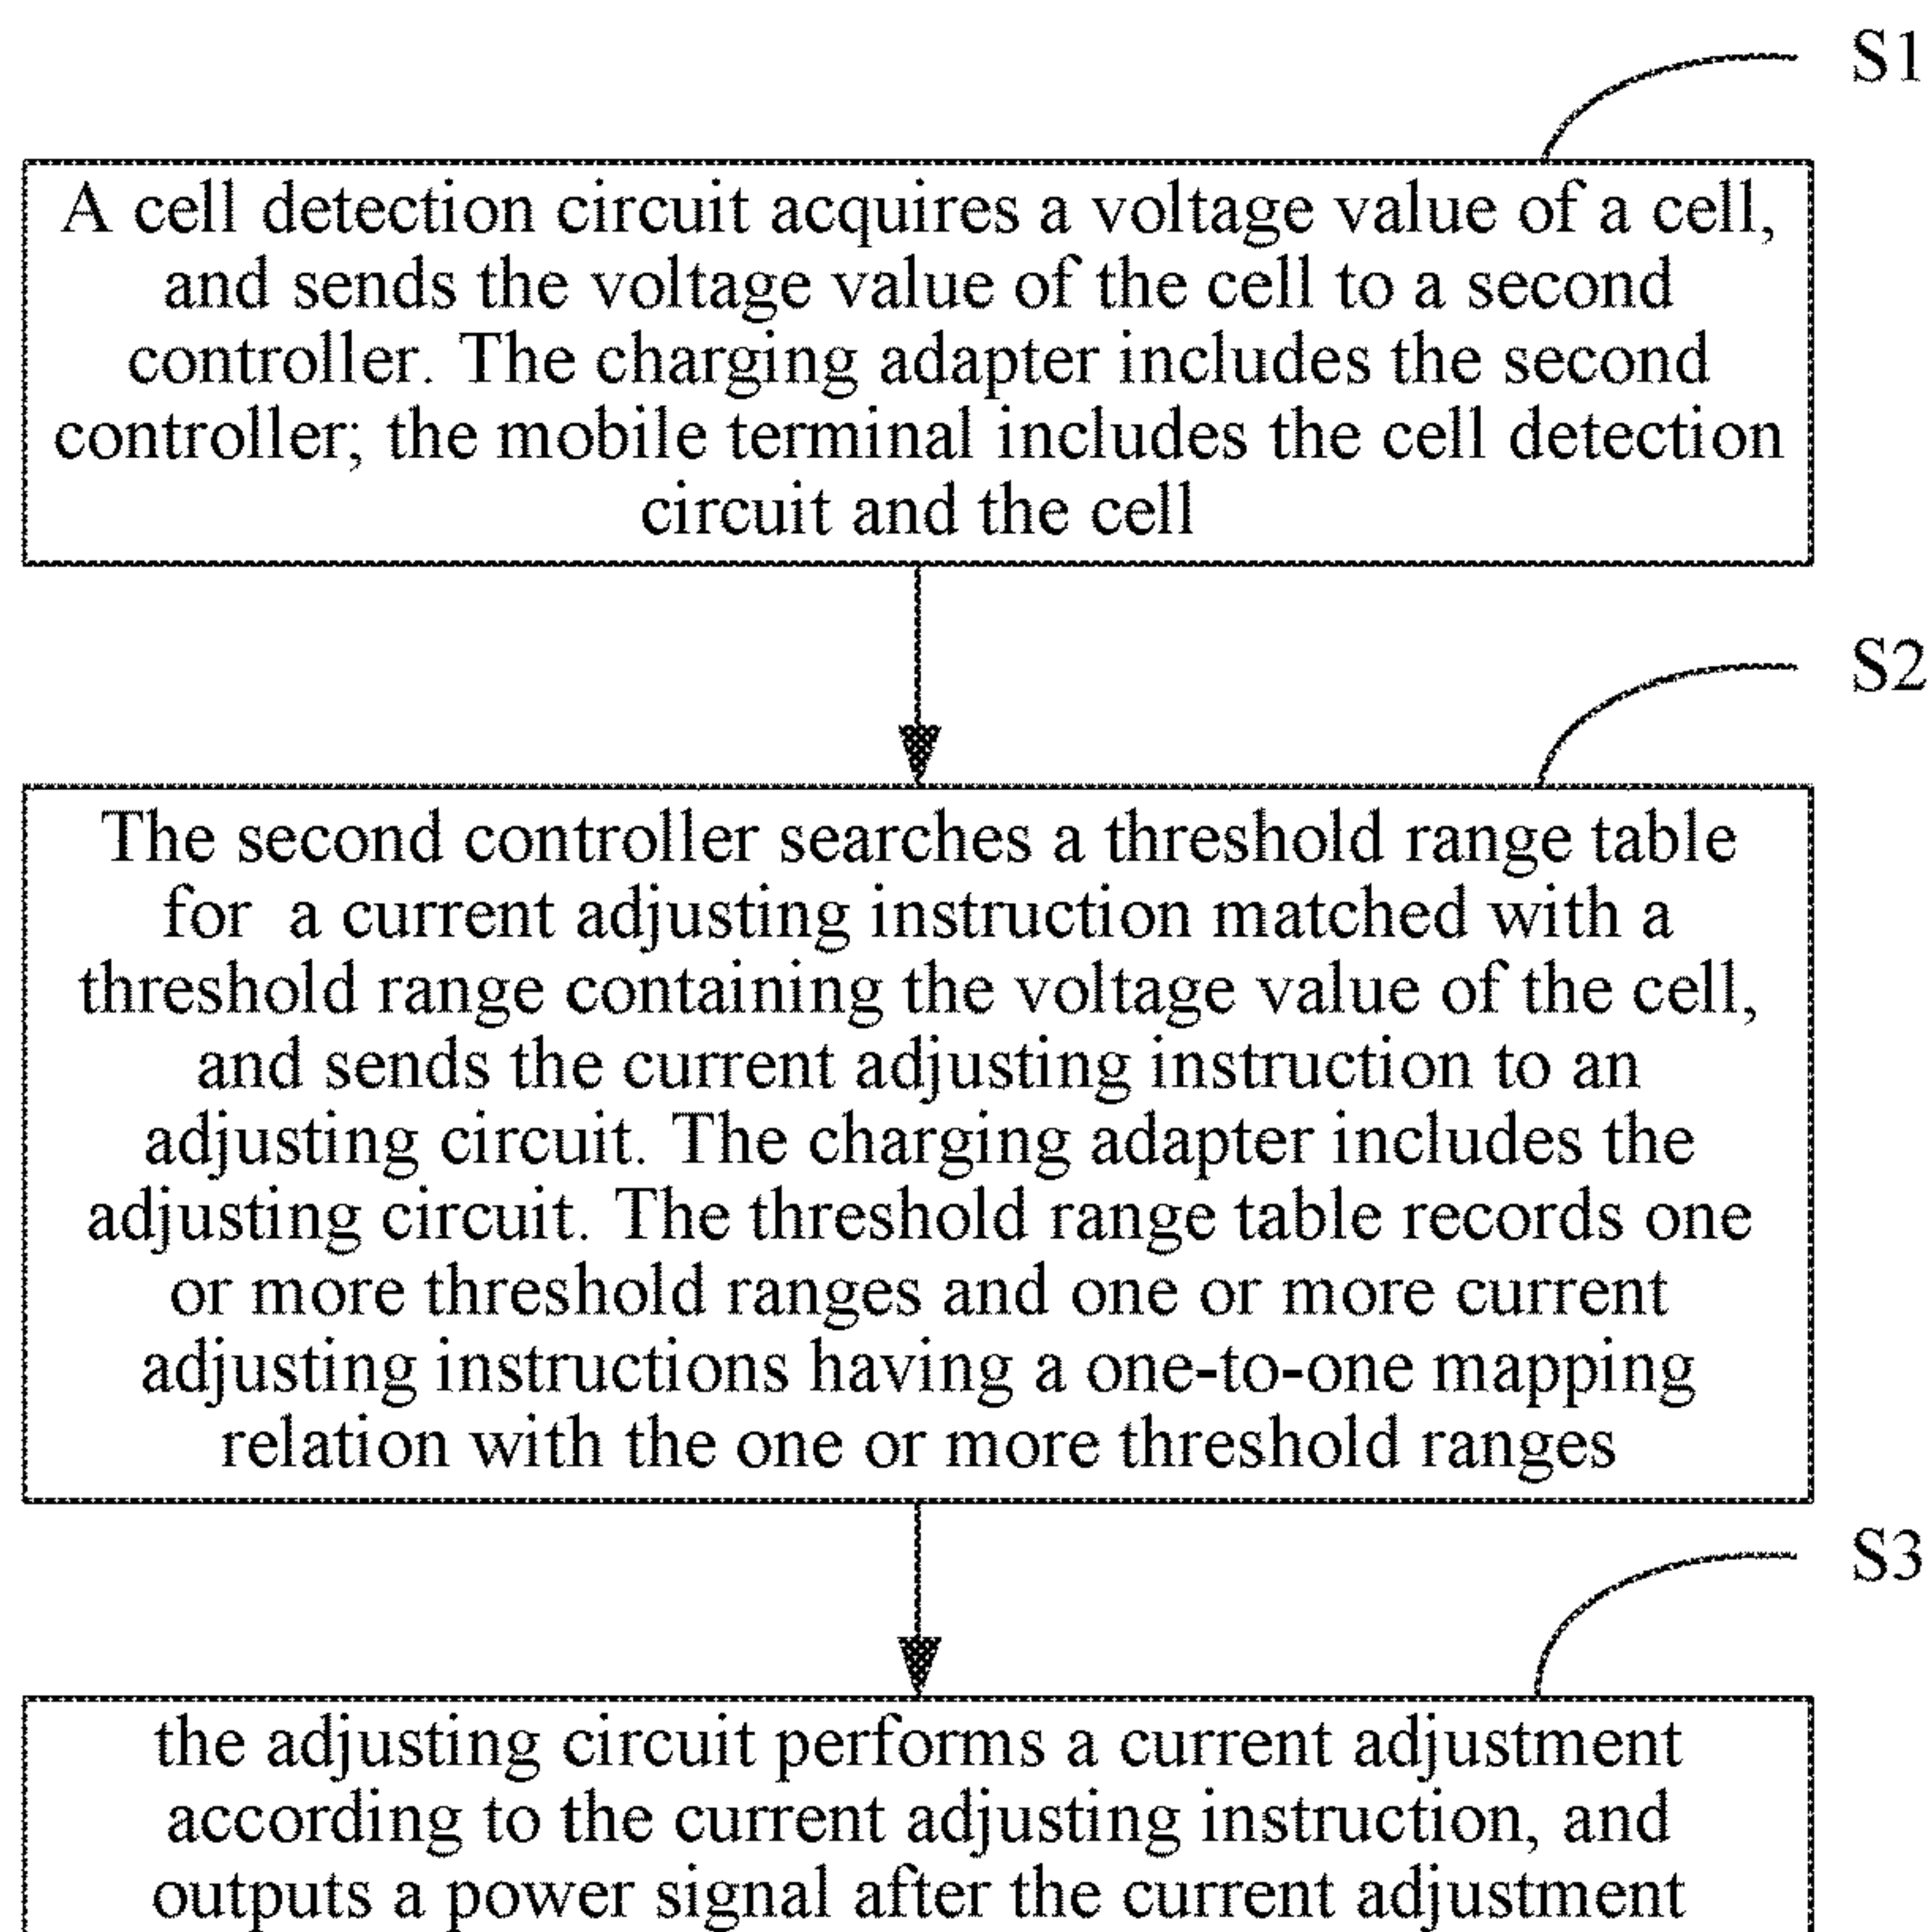 S1
A cell detection circuit acquires a voltage value of a cell,
and sends the voltage value of the cell to a second
controller. The charging adapter includes the second
controller; the mobile terminal includes the cell detection
circuit and the cell
S2
The second controller searches a threshold range table
for a current adjusting instruction matched with a
threshold range containing the voltage value of the cell,
and sends the current adjusting instruction to an
adjusting circuit. The charging adapter includes the
adjusting circuit. The threshold range table records one
or more threshold ranges and one or more current
adjusting instructions having a one-to-one mapping
relation with the one or more threshold ranges
S3
the adjusting circuit performs a current adjustment
according to the current adjusting instruction, and
outputs a power signal after the current adjustment